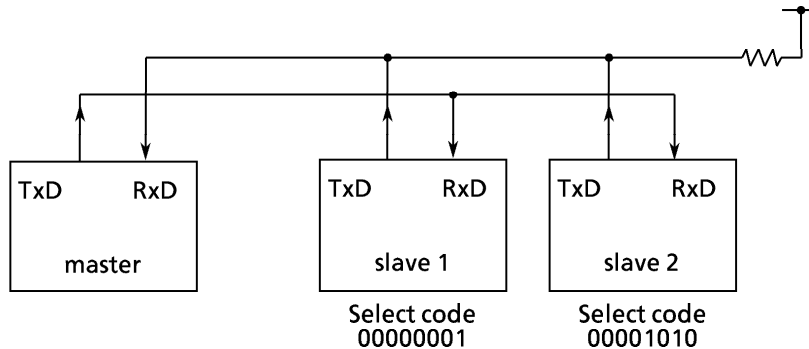 TxD RxD
master
TxD RxD
slave 1
Select code
00000001
TxD RxD
slave 2
Select code
00001010